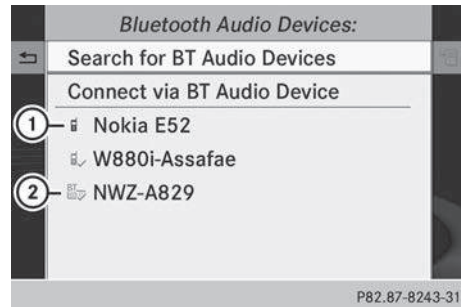 Bluetooth Audio Devices:
Search for BT Audio Devices
Connect via BT Audio Device
1 Nokia E52
W880i-Assafae
2 BT NWZ-A829
P82.87-8243-31